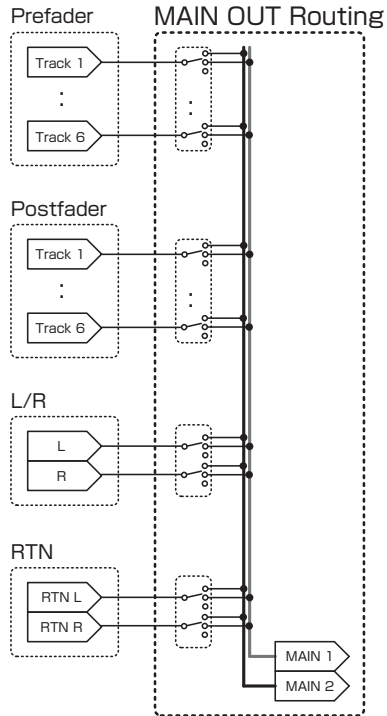 Prefader
MAIN OUT Routing
Track 1
:
Track 6
:
Postfader
Track 1
:
Track 6
:
L/R
L
R
RTN
RTN L
RTN R
MAIN 1
MAIN 2